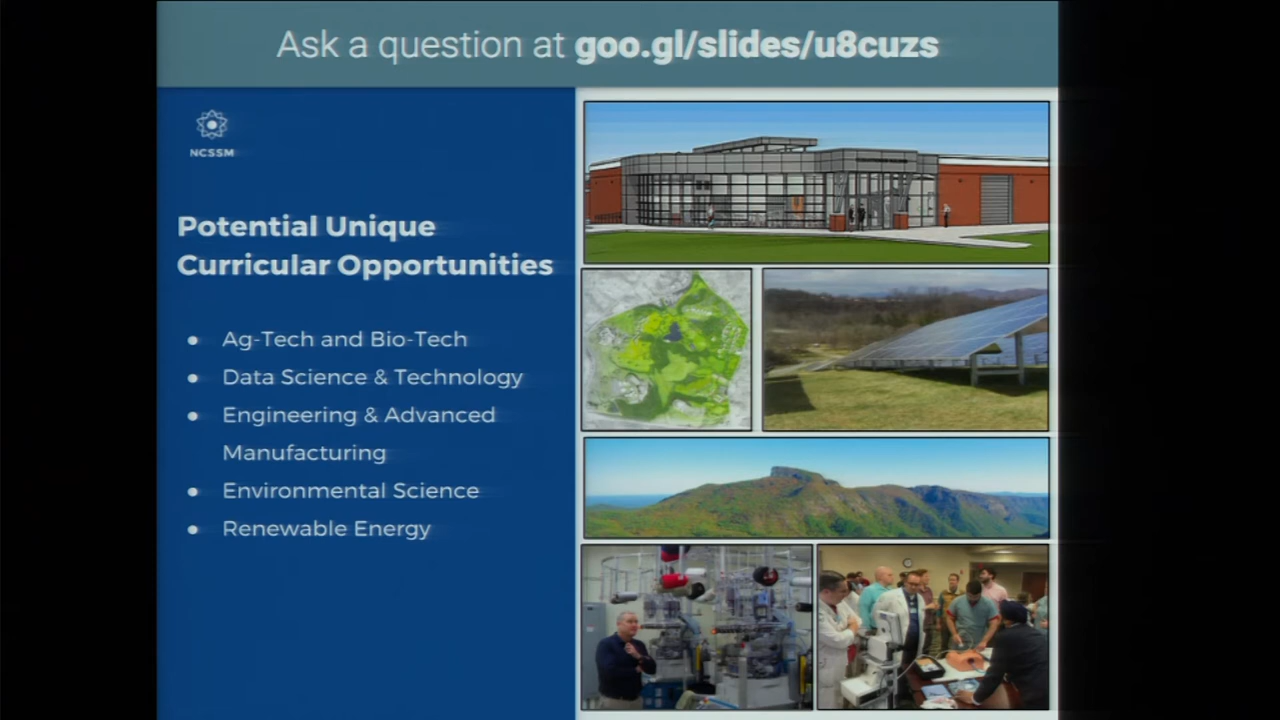 Ask a question at goo.gl/slides/u8cuzs
NCSSM
Potential Unique
Curricular Opportunities
● Ag-Tech and Bio-Tech
● Data Science & Technology
● Engineering & Advanced
Manufacturing
● Environmental Science
● Renewable Energy